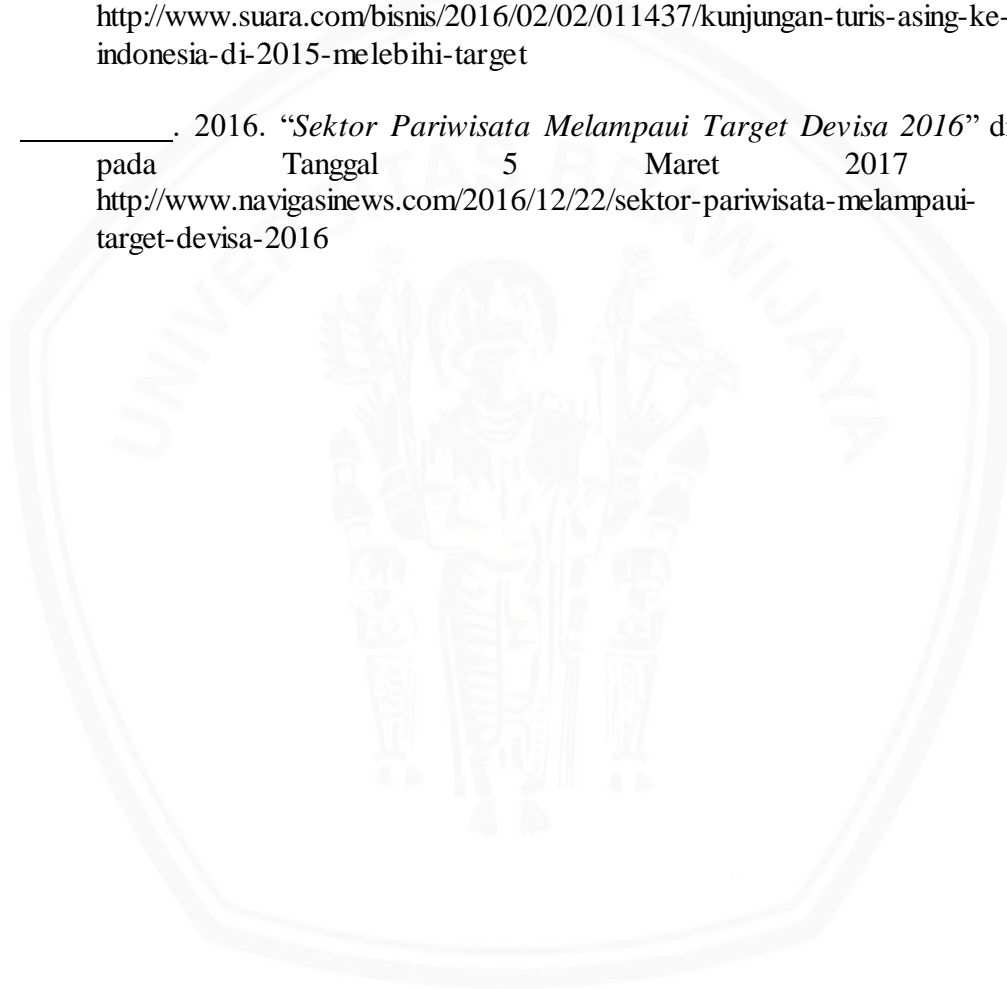 http://www.suara.com/bisnis/2016/02/02/011437/kunjungan-turis-asing-ke-
indonesia-di-2015-melebihi-target
__________. 2016. “Sektor Pariwisata Melampaui Target Devisa 2016”
pada Tanggal 5 Maret 2017
http://www.navigasinews.com/2016/12/22/sektor-pariwisata-melampaui-
target-devisa-2016
UNIVERSITAS BRAWIJAYA